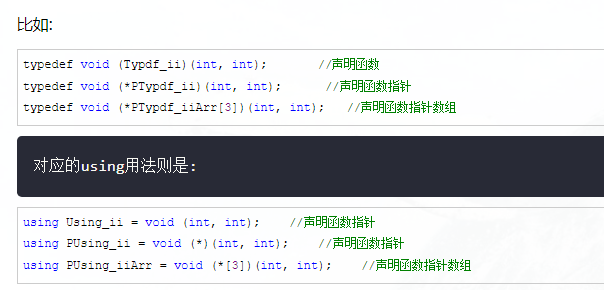 比如:
typedef void (Typdf_ii)(int, int);       //声明函数
typedef void (*PTypdf_ii)(int, int);      //声明函数指针
typedef void (*PTypdf_iiArr[3])(int, int);   //声明函数指针数组
对应的using用法则是:
using Using_ii = void (int, int);    //声明函数指针
using PUsing_ii = void (*)(int, int);    //声明函数指针
using PUsing_iiArr = void (*[3])(int, int);    //声明函数指针数组